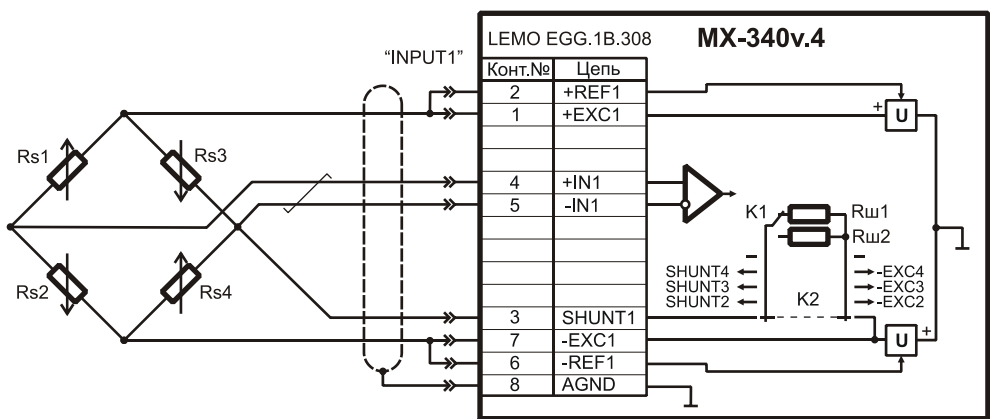 LEMO EGG.1B.308
MX-340v.4
“INPUT1”
Конт.№ Цепь
2 +REF1
1 +EXC1
4 +IN1
5 -IN1
3 SHUNT1
7 -EXC1
6 -REF1
8 AGND
Rs1
Rs3
Rs2
Rs4
+ U
K1
Rш1
Rш2
SHUNT4
SHUNT3
SHUNT2
K2
-EXC4
-EXC3
-EXC2
U +